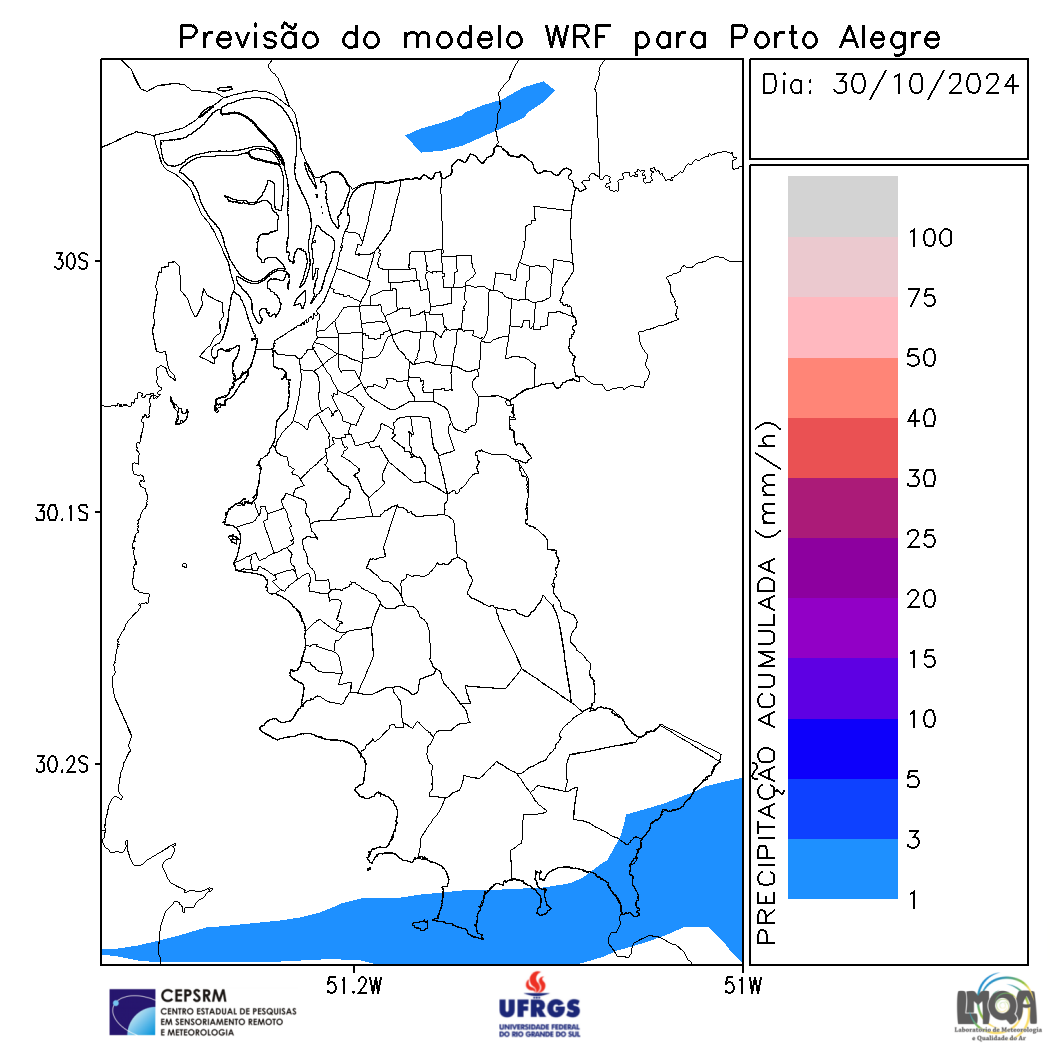 Previsão do modelo WRF para Porto Alegre
Dia: 30/10/2024
30S
30.1S
30.2S
51.2W
51W
PRECIPITAÇÃO ACUMULADA (mm/h)
100
75
50
40
30
25
20
15
10
5
3
1
CEPSRM
CENTRO ESTADUAL DE PESQUISAS
EM SENSORIAMENTO REMOTO
E METEOROLOGIA
UFRGS
UNIVERSIDADE FEDERAL
DO RIO GRANDE DO SUL
LMQA
Laboratório de Meteorologia
e Qualidade do Ar